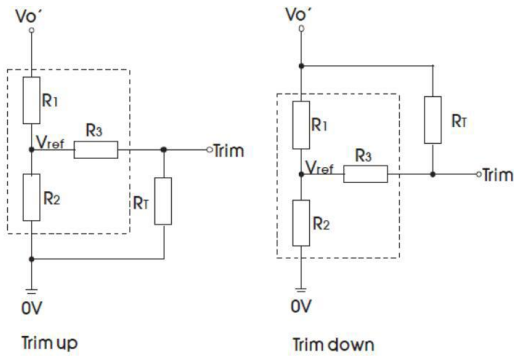 Vo´
R1
Vref
R3
Trim
R2
RT
0V
Trim up
Vo´
R1
RT
Vref
R3
Trim
R2
0V
Trim down